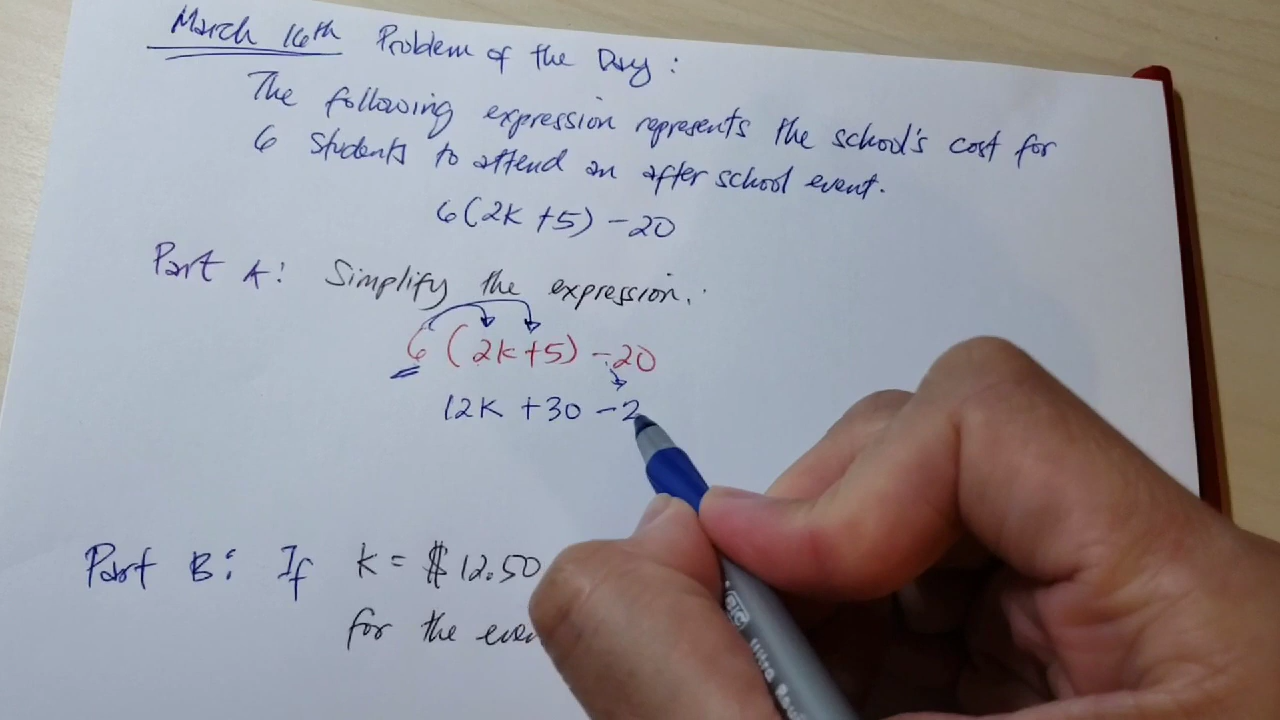 March 16th Problem of the Day:
The following expression represents the school's cost for
6 students to attend an after school event.
6(2k+5) -20
Part A: Simplify the expression.
6 (2k+5) -20
12k +30 -2
Part B: If k = $12.50
for the even
BIC